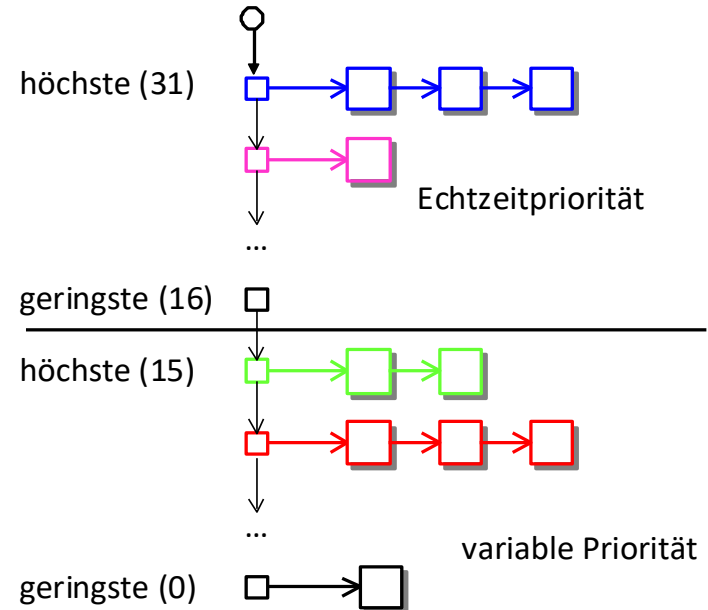 höchste (31)
Echtzeitpriorität
...
geringste (16)
höchste (15)
...
variable Priorität
geringste (0)